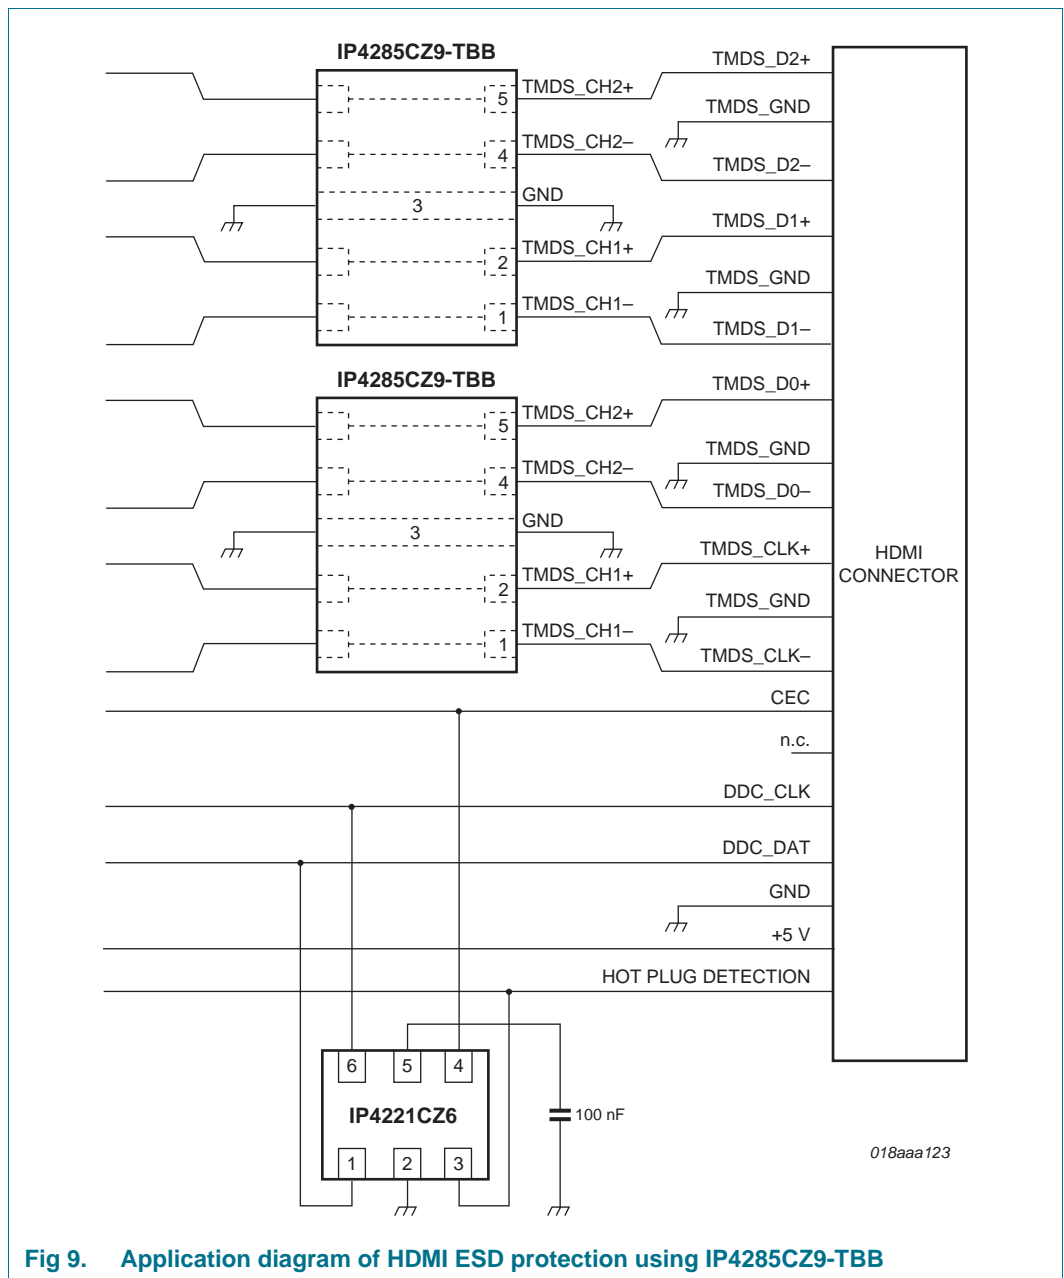 IP4285CZ9-TBB
TMDS_D2+
TMDS_CH2+
5
TMDS_GND
TMDS_CH2–
4
TMDS_D2–
GND
3
TMDS_D1+
TMDS_CH1+
2
TMDS_GND
TMDS_CH1–
1
TMDS_D1–
IP4285CZ9-TBB
TMDS_D0+
TMDS_CH2+
5
TMDS_GND
TMDS_CH2–
4
TMDS_D0–
GND
3
TMDS_CLK+
HDMI
CONNECTOR
TMDS_CH1+
2
TMDS_GND
TMDS_CH1–
1
TMDS_CLK–
CEC
n.c.
DDC_CLK
DDC_DAT
GND
+5 V
HOT PLUG DETECTION
6 5 4
IP4221CZ6
100 nF
1 2 3
018aaa123
Fig 9. Application diagram of HDMI ESD protection using IP4285CZ9-TBB